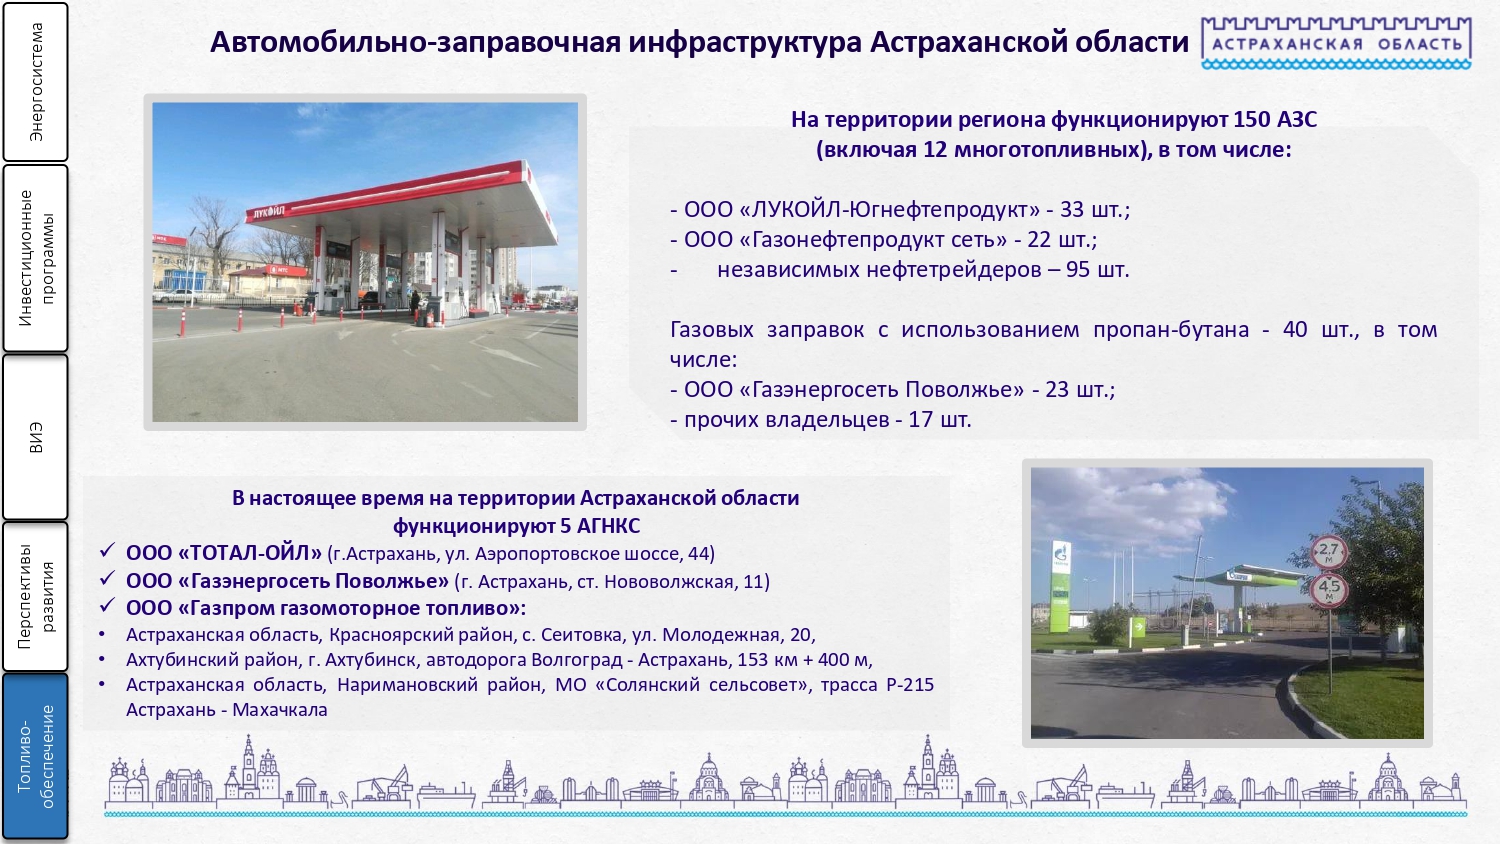 Энергосистема
Инвестиционные
программы
ВИЭ
Перспективы
развития
Топливо-
обеспечение
Автомобильно-заправочная инфраструктура Астраханской области
АСТРАХАНСКАЯ ОБЛАСТЬ
ЛУКОЙЛ
МТС
На территории региона функционируют 150 АЗС
(включая 12 многотопливных), в том числе:
- ООО «ЛУКОЙЛ-Югнефтепродукт» - 33 шт.;
- ООО «Газонефтепродукт сеть» - 22 шт.;
- независимых нефтетрейдеров – 95 шт.
Газовых заправок с использованием пропан-бутана - 40 шт., в том
числе:
- ООО «Газэнергосеть Поволжье» - 23 шт.;
- прочих владельцев - 17 шт.
В настоящее время на территории Астраханской области
функционируют 5 АГНКС
✓ ООО «ТОТАЛ-ОЙЛ» (г.Астрахань, ул. Аэропортовское шоссе, 44)
✓ ООО «Газэнергосеть Поволжье» (г. Астрахань, ст. Нововолжская, 11)
✓ ООО «Газпром газомоторное топливо»:
• Астраханская область, Красноярский район, с. Сеитовка, ул. Молодежная, 20,
• Ахтубинский район, г. Ахтубинск, автодорога Волгоград - Астрахань, 153 км + 400 м,
• Астраханская область, Наримановский район, МО «Солянский сельсовет», трасса Р-215
Астрахань - Махачкала
2,7
М
4,5
М